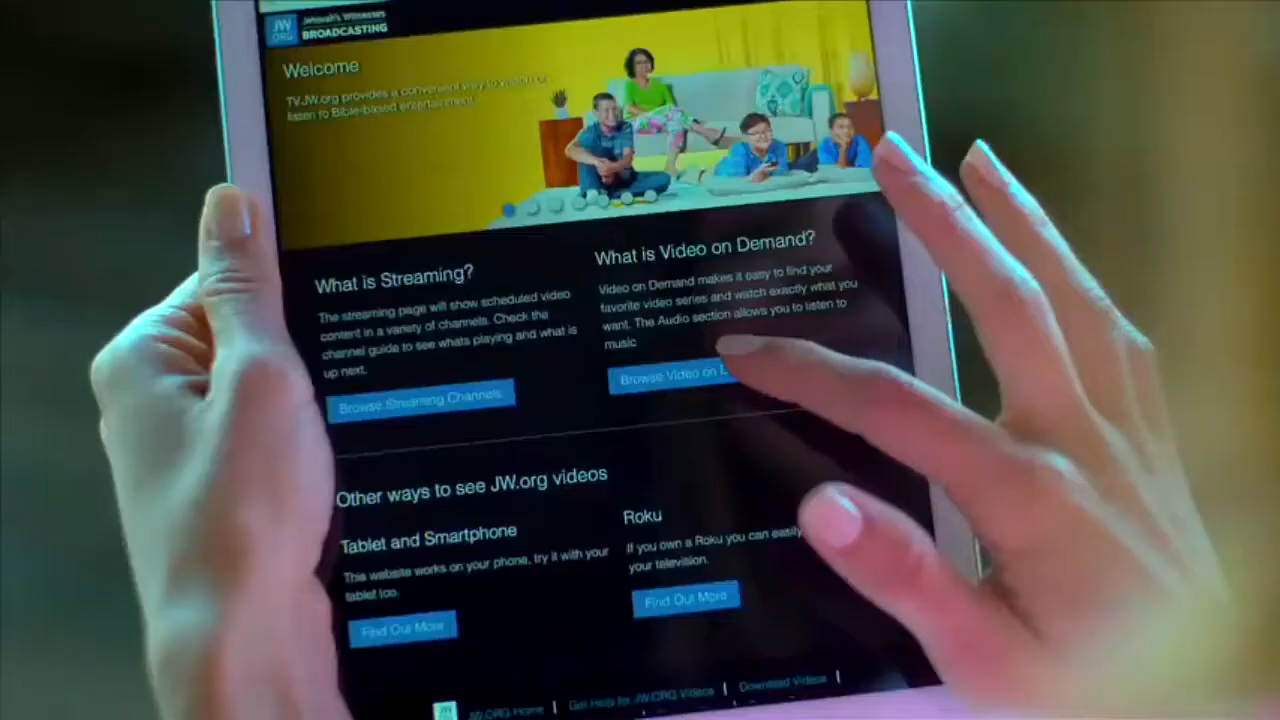 JW
ORG
Jehovah's Witnesses
BROADCASTING
Welcome
TV.JW.org provides a convenient way to watch or
listen to Bible-based entertainment.
What is Streaming?
The streaming page will show scheduled video
content in a variety of channels. Check the
channel guide to see whats playing and what is
up next.
Browse Streaming Channels
What is Video on Demand?
Video on Demand makes it easy to find your
favorite video series and watch exactly what you
want. The Audio section allows you to listen to
music
Browse Video on
Other ways to see JW.org videos
Tablet and Smartphone
This website works on your phone, try it with your
tablet too.
Find Out More
Roku
If you own a Roku you can easily
your television.
Find Out More
JW.ORG Home | Get Help for JW.ORG Videos | Download Videos |